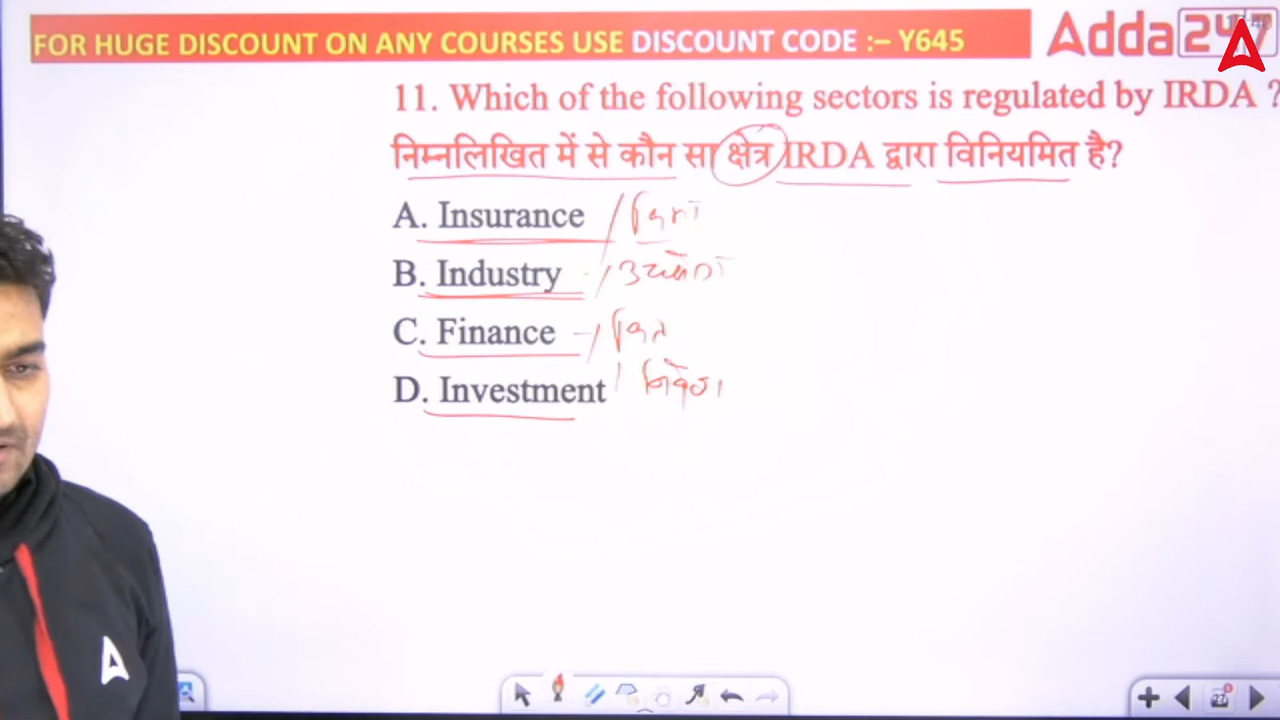 FOR HUGE DISCOUNT ON ANY COURSES USE DISCOUNT CODE :– Y645
Adda247
11. Which of the following sectors is regulated by IRDA ?
निम्नलिखित में से कौन सा क्षेत्र IRDA द्वारा विनियमित है?
A. Insurance
B. Industry
C. Finance
D. Investment